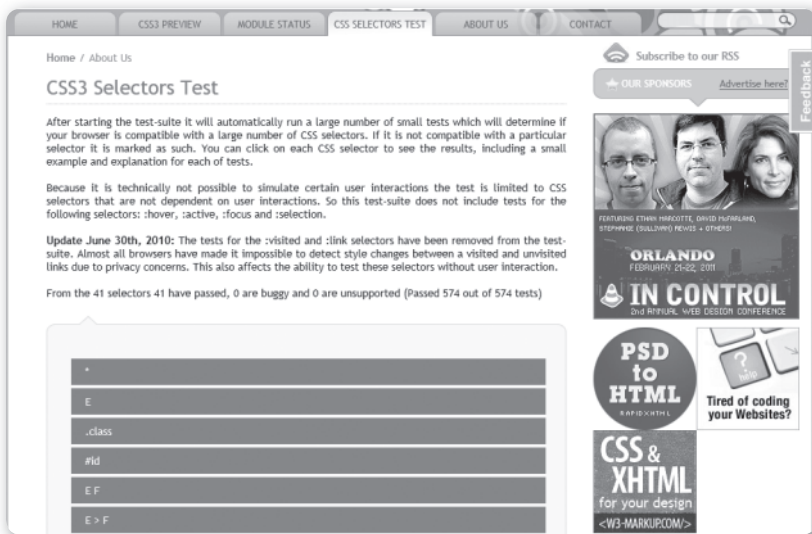 HOME CSS3 PREVIEW MODULE STATUS CSS SELECTORS TEST ABOUT US CONTACT
Home / About Us
CSS3 Selectors Test
After starting the test-suite it will automatically run a large number of small tests which will determine if
your browser is compatible with a large number of CSS selectors. If it is not compatible with a particular
selector it is marked as such. You can click on each CSS selector to see the results, including a small
example and explanation for each of tests.
Because it is technically not possible to simulate certain user interactions the test is limited to CSS
selectors that are not dependent on user interactions. So this test-suite does not include tests for the
following selectors: :hover, :active, :focus and :selection.
Update June 30th, 2010: The tests for the :visited and :link selectors have been removed from the test-
suite. Almost all browsers have made it impossible to detect style changes between a visited and unvisited
links due to privacy concerns. This also affects the ability to test these selectors without user interaction.
From the 41 selectors 41 have passed, 0 are buggy and 0 are unsupported (Passed 574 out of 574 tests)
*
E
.class
#id
E F
E > F
Subscribe to our RSS
OUR SPONSORS Advertise here?
Feedback
FEATURING ETHAN MARCOTTE, DAVID McFARLAND,
STEPHANIE (SULLIVAN) REWIS + OTHERS!
ORLANDO
FEBRUARY 21-22, 2011
IN CONTROL
2nd ANNUAL WEB DESIGN CONFERENCE
PSD
to
HTML
RAPIDXHTML
?
help
Tired of coding
your Websites?
CSS &
XHTML
for your design
<W3-MARKUP.COM/>